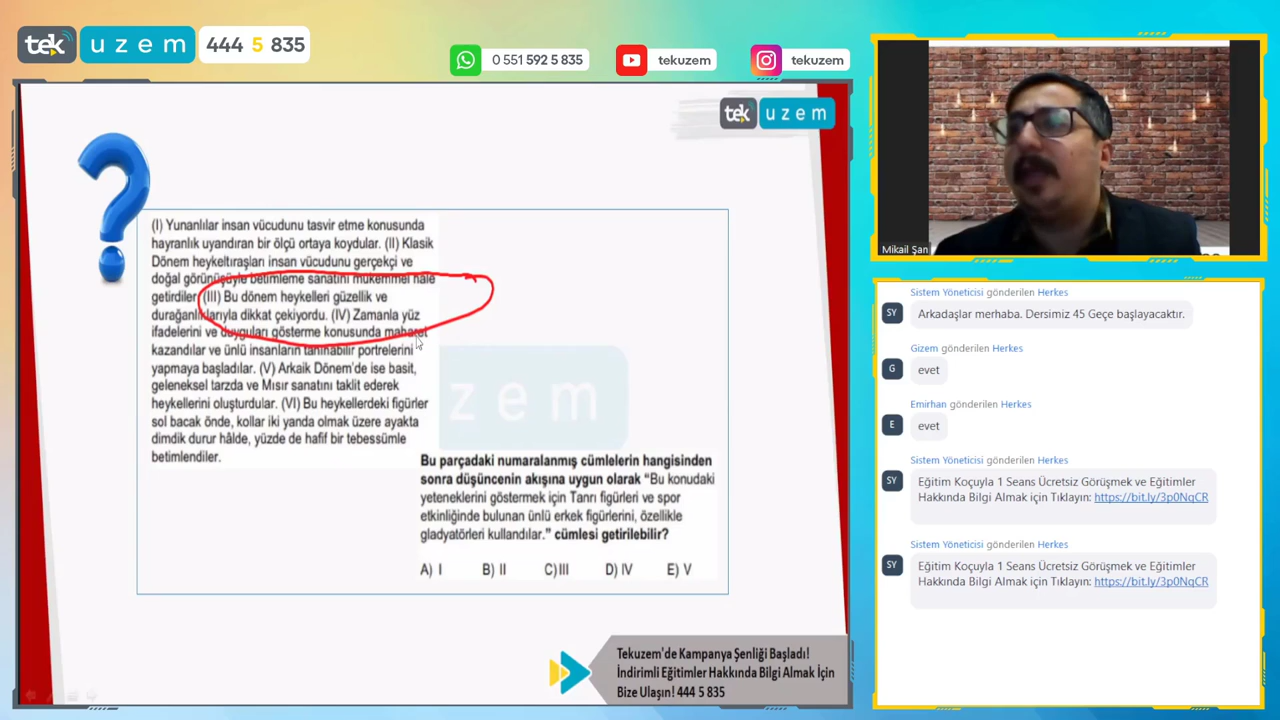 tek uzem 444 5 835
0 551 592 5 835
tekuzem
tekuzem
tek uzem
(I) Yunanlılar insan vücudunu tasvir etme konusunda
hayranlık uyandıran bir ölçü ortaya koydular. (II) Klasik
Dönem heykeltıraşları insan vücudunu gerçekçi ve
doğal görünüşüyle betimleme sanatını mükemmel hâle
getirdiler. (III) Bu dönem heykelleri güzellik ve
durağanlıklarıyla dikkat çekiyordu. (IV) Zamanla yüz
ifadelerini ve duyguları gösterme konusunda maharet
kazandılar ve ünlü insanların tanınabilir portrelerini
yapmaya başladılar. (V) Arkaik Dönem'de ise basit,
geleneksel tarzda ve Mısır sanatını taklit ederek
heykellerini oluşturdular. (VI) Bu heykellerdeki figürler
sol bacak önde, kollar iki yanda olmak üzere ayakta
dimdik durur hâlde, yüzde de hafif bir tebessümle
betimlendiler.
zem
Bu parçadaki numaralanmış cümlelerin hangisinden
sonra düşüncenin akışına uygun olarak “Bu konudaki
yeteneklerini göstermek için Tanrı figürleri ve spor
etkinliğinde bulunan ünlü erkek figürlerini, özellikle
gladyatörleri kullandılar.” cümlesi getirilebilir?
A) I B) II C) III D) IV E) V
Tekuzem'de Kampanya Şenliği Başladı!
İndirimli Eğitimler Hakkında Bilgi Almak İçin
Bize Ulaşın! 444 5 835
Mikail Şan
Sistem Yöneticisi gönderilen Herkes
SY
Arkadaşlar merhaba. Dersimiz 45 Geçe başlayacaktır.
Gizem gönderilen Herkes
G
evet
Emirhan gönderilen Herkes
E
evet
Sistem Yöneticisi gönderilen Herkes
SY
Eğitim Koçuyla 1 Seans Ücretsiz Görüşmek ve Eğitimler
Hakkında Bilgi Almak için Tıklayın: https://bit.ly/3p0NqCR
Sistem Yöneticisi gönderilen Herkes
SY
Eğitim Koçuyla 1 Seans Ücretsiz Görüşmek ve Eğitimler
Hakkında Bilgi Almak için Tıklayın: https://bit.ly/3p0NqCR